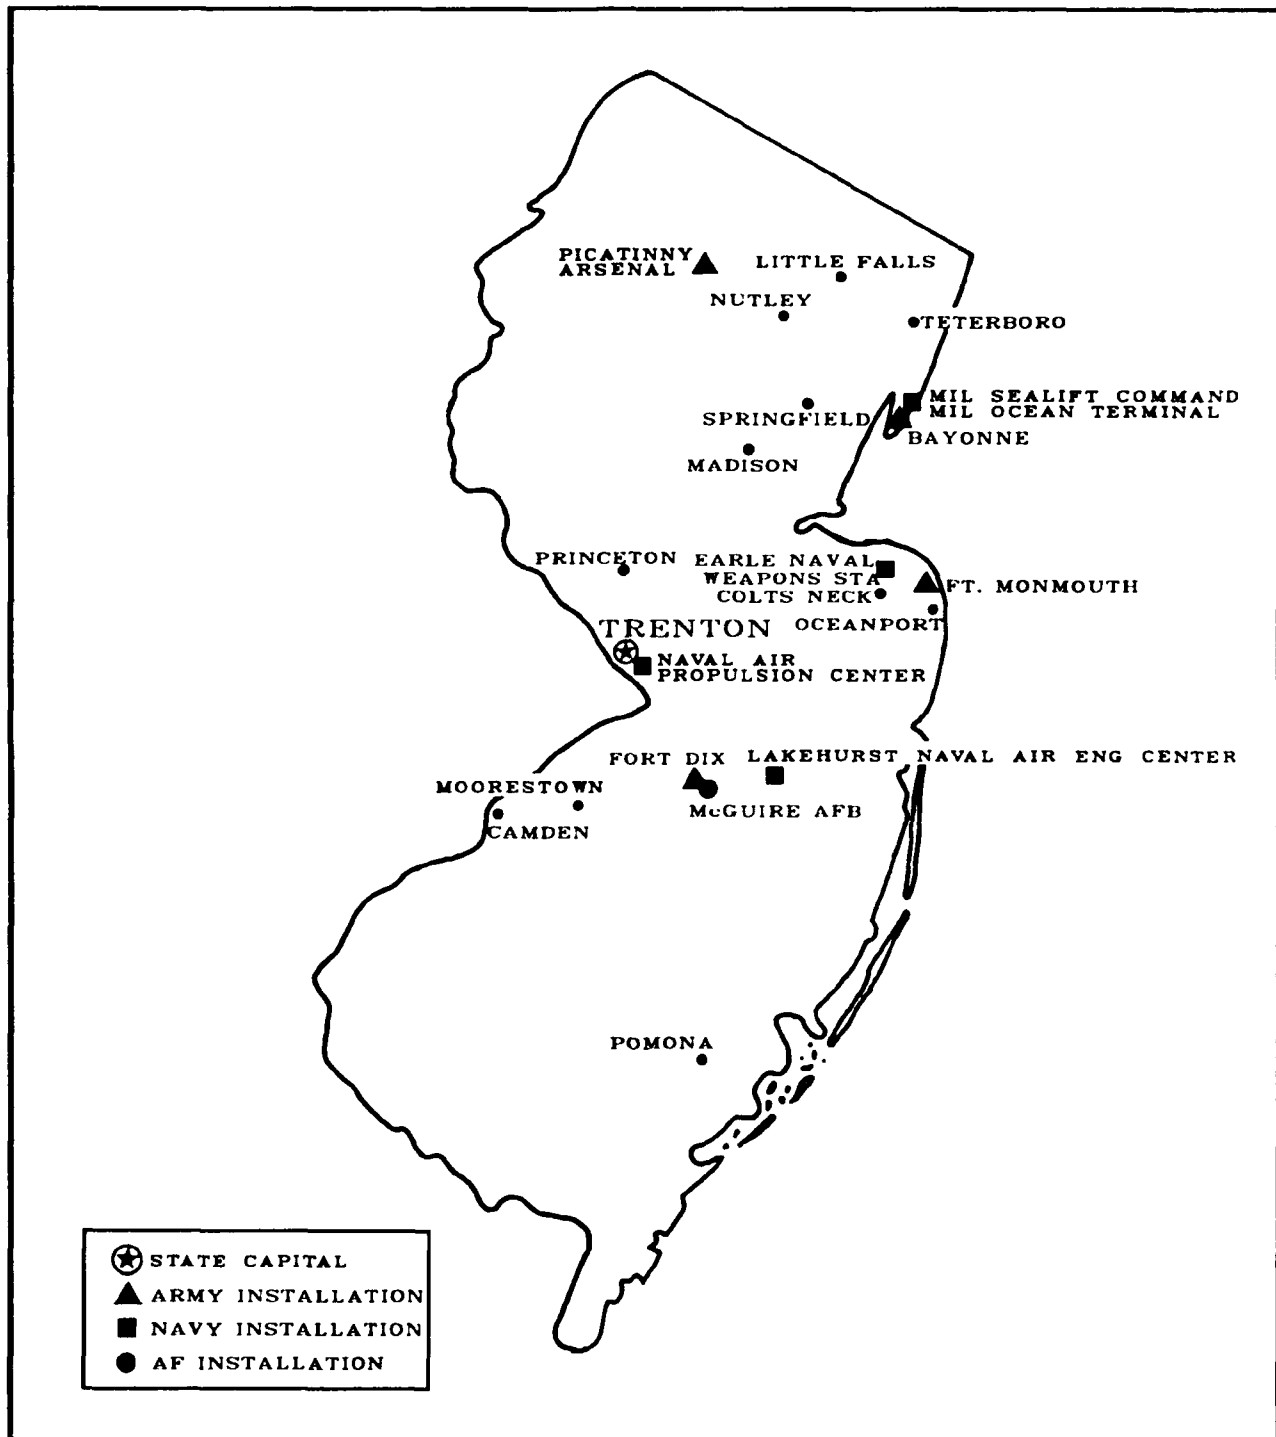 PICATINNY
ARSENAL
LITTLE FALLS
NUTLEY
TETERBORO
MIL SEALIFT COMMAND
MIL OCEAN TERMINAL
SPRINGFIELD
BAYONNE
MADISON
PRINCETON
EARLE NAVAL
WEAPONS STA
COLTS NECK
FT. MONMOUTH
OCEANPORT
TRENTON
NAVAL AIR
PROPULSION CENTER
FORT DIX
LAKEHURST NAVAL AIR ENG CENTER
MOORESTOWN
McGUIRE AFB
CAMDEN
POMONA
STATE CAPITAL
ARMY INSTALLATION
NAVY INSTALLATION
AF INSTALLATION